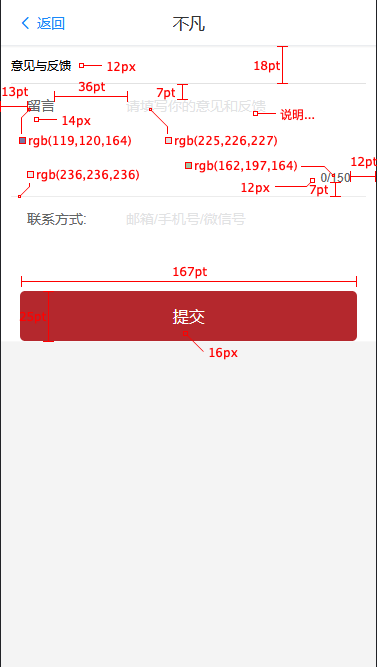 返回
不凡
意见与反馈
12px
18pt
13pt
36pt
7pt
留言
请填写你的意见和反馈
14px
说明...
rgb(119,120,164)
rgb(225,226,227)
rgb(162,197,164)
12pt
rgb(236,236,236)
12px
0/150
7pt
联系方式:
邮箱/手机号/微信号
167pt
25pt
提交
16px